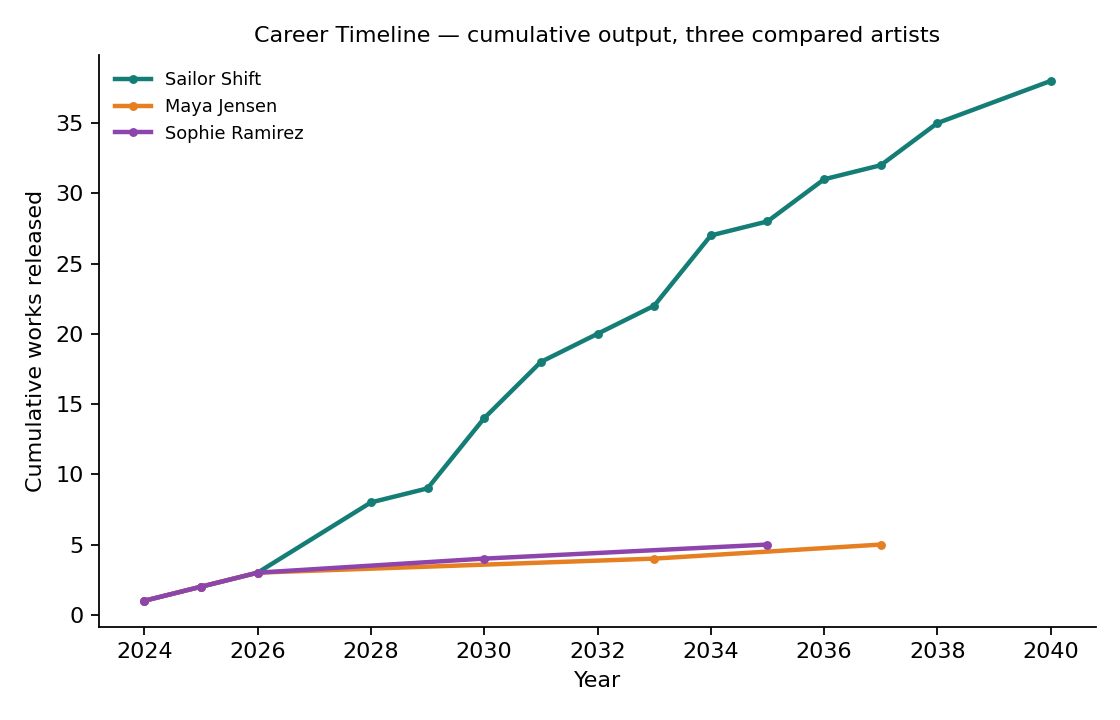 Career Timeline — cumulative output, three compared artists
Sailor Shift
Maya Jensen
Sophie Ramirez
Cumulative works released
35
30
25
20
15
10
5
0
2024 2026 2028 2030 2032 2034 2036 2038 2040
Year